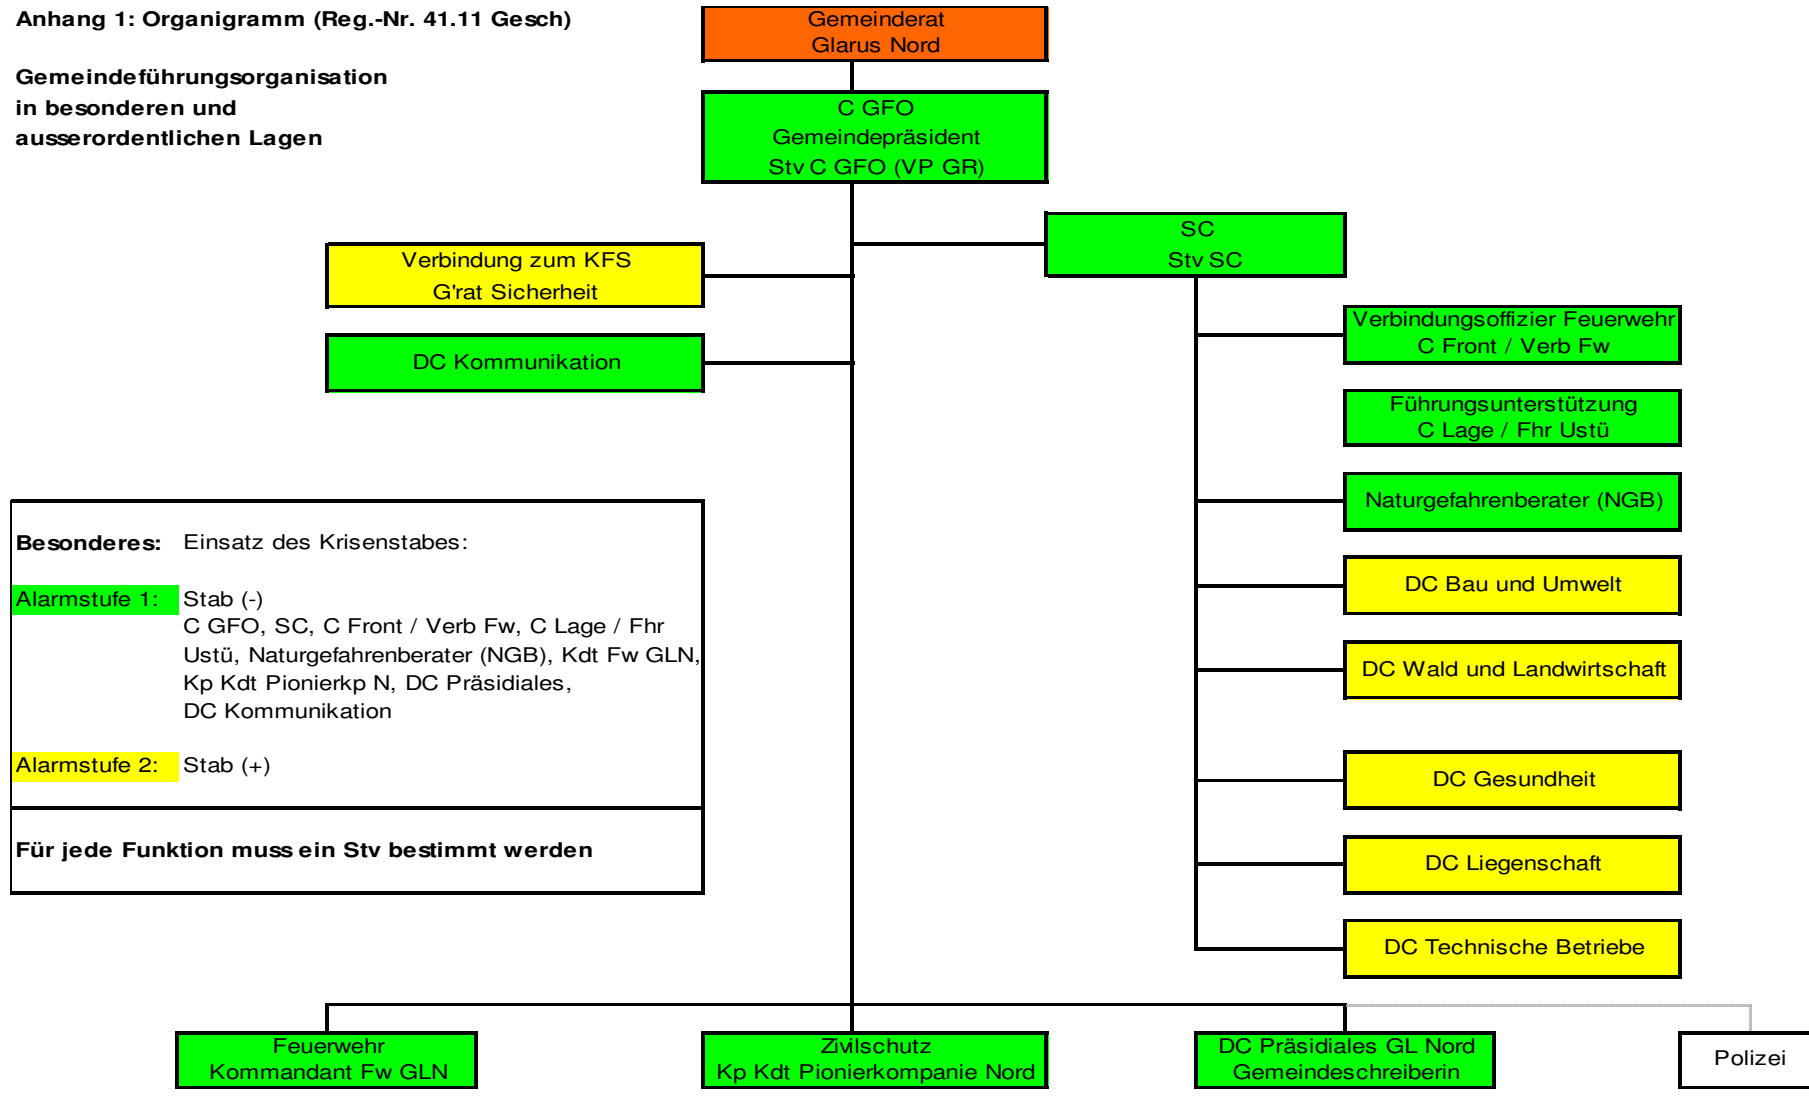 Anhang 1: Organigramm (Reg.-Nr. 41.11 Gesch)
Gemeindeführungsorganisation
in besonderen und
ausserordentlichen Lagen
Gemeinderat
Glarus Nord
C GFO
Gemeindepräsident
Stv C GFO (VP GR)
SC
Stv SC
Verbindung zum KFS
G'rat Sicherheit
DC Kommunikation
Verbindungsoffizier Feuerwehr
C Front / Verb Fw
Führungsunterstützung
C Lage / Fhr Ustü
Naturgefahrenberater (NGB)
DC Bau und Umwelt
DC Wald und Landwirtschaft
DC Gesundheit
DC Liegenschaft
DC Technische Betriebe
Besonderes: Einsatz des Krisenstabes:
Alarmstufe 1: Stab (-)
C GFO, SC, C Front / Verb Fw, C Lage / Fhr
Ustü, Naturgefahrenberater (NGB), Kdt Fw GLN,
Kp Kdt Pionierkp N, DC Präsidiales,
DC Kommunikation
Alarmstufe 2: Stab (+)
Für jede Funktion muss ein Stv bestimmt werden
Feuerwehr
Kommandant Fw GLN
Zivilschutz
Kp Kdt Pionierkompanie Nord
DC Präsidiales GL Nord
Gemeindeschreiberin
Polizei